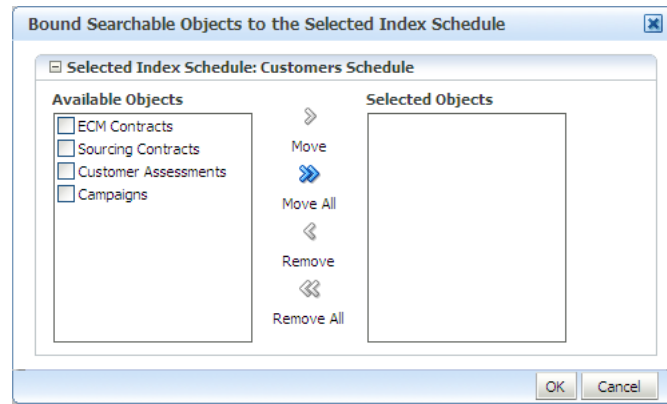 Bound Searchable Objects to the Selected Index Schedule
Selected Index Schedule: Customers Schedule
Available Objects
ECM Contracts
Sourcing Contracts
Customer Assessments
Campaigns
Move
Move All
Remove
Remove All
Selected Objects
OK
Cancel